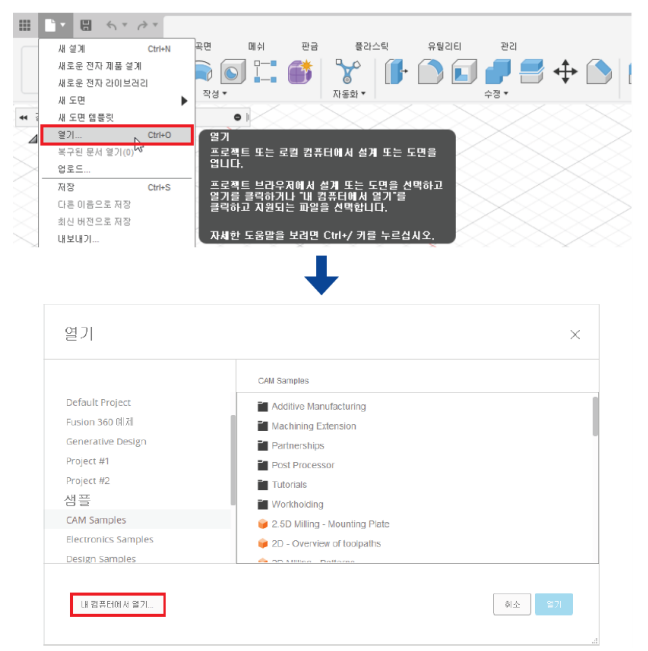 곡면 메쉬 판금 플라스틱 유틸리티 관리
작성 ▾ 자동화 ▾ 수정 ▾
새 설계 Ctrl+N
새로운 전자 제품 설계
새로운 전자 라이브러리
새 도면
새 도면 템플릿
열기... Ctrl+O
복구된 문서 열기(0)
업로드...
저장 Ctrl+S
다른 이름으로 저장
최신 버전으로 저장
내보내기...
열기
프로젝트 또는 로컬 컴퓨터에서 설계 또는 도면을
엽니다.
프로젝트 브라우저에서 설계 또는 도면을 선택하고
열기를 클릭하거나 "내 컴퓨터에서 열기"를
클릭하고 지원되는 파일을 선택합니다.
자세한 도움말을 보려면 Ctrl+/ 키를 누르십시오.
열기
Default Project
Fusion 360 예제
Generative Design
Project #1
Project #2
샘플
CAM Samples
Electronics Samples
Design Samples
CAM Samples
Additive Manufacturing
Machining Extension
Partnerships
Post Processor
Tutorials
Workholding
2.5D Milling - Mounting Plate
2D - Overview of toolpaths
내 컴퓨터에서 열기...
취소 열기